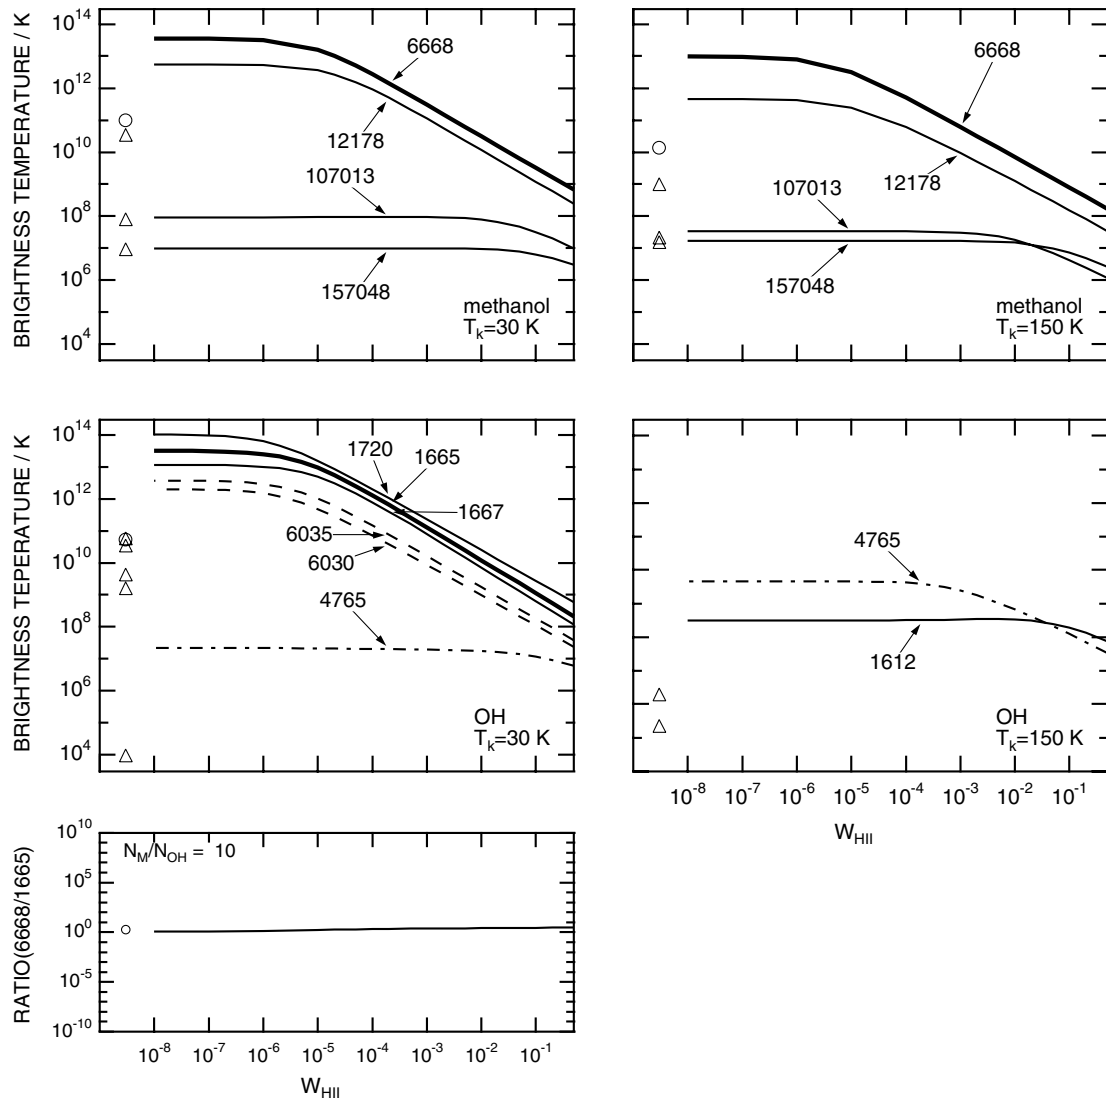 BRIGHTNESS TEMPERATURE / K
10^14
10^12
10^10
10^8
10^6
10^4
6668
12178
107013
157048
methanol
T_k=30 K
6668
12178
107013
157048
methanol
T_k=150 K
BRIGHTNESS TEPERATURE / K
10^14
10^12
10^10
10^8
10^6
10^4
1720
1665
1667
6035
6030
4765
OH
T_k=30 K
4765
1612
OH
T_k=150 K
10^-8 10^-7 10^-6 10^-5 10^-4 10^-3 10^-2 10^-1
W_HII
RATIO(6668/1665)
10^10
10^5
10^0
10^-5
10^-10
N_M/N_OH = 10
10^-8 10^-7 10^-6 10^-5 10^-4 10^-3 10^-2 10^-1
W_HII